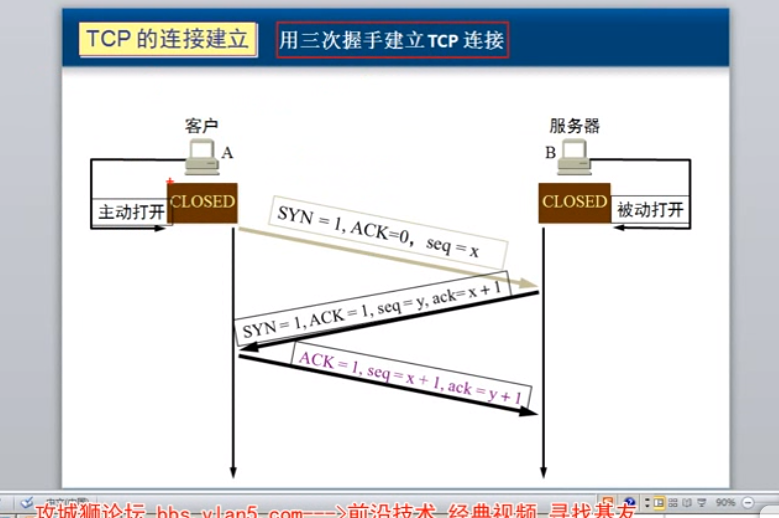 TCP 的连接建立
用三次握手建立TCP 连接
客户
服务器
A
B
CLOSED
CLOSED
主动打开
被动打开
SYN = 1, ACK=0，seq = x
SYN = 1, ACK = 1, seq = y, ack= x + 1
ACK = 1, seq = x + 1, ack = y + 1
90%
攻城狮论坛 bbs.vlan5.com--->前沿技术 经典视频 寻找基友